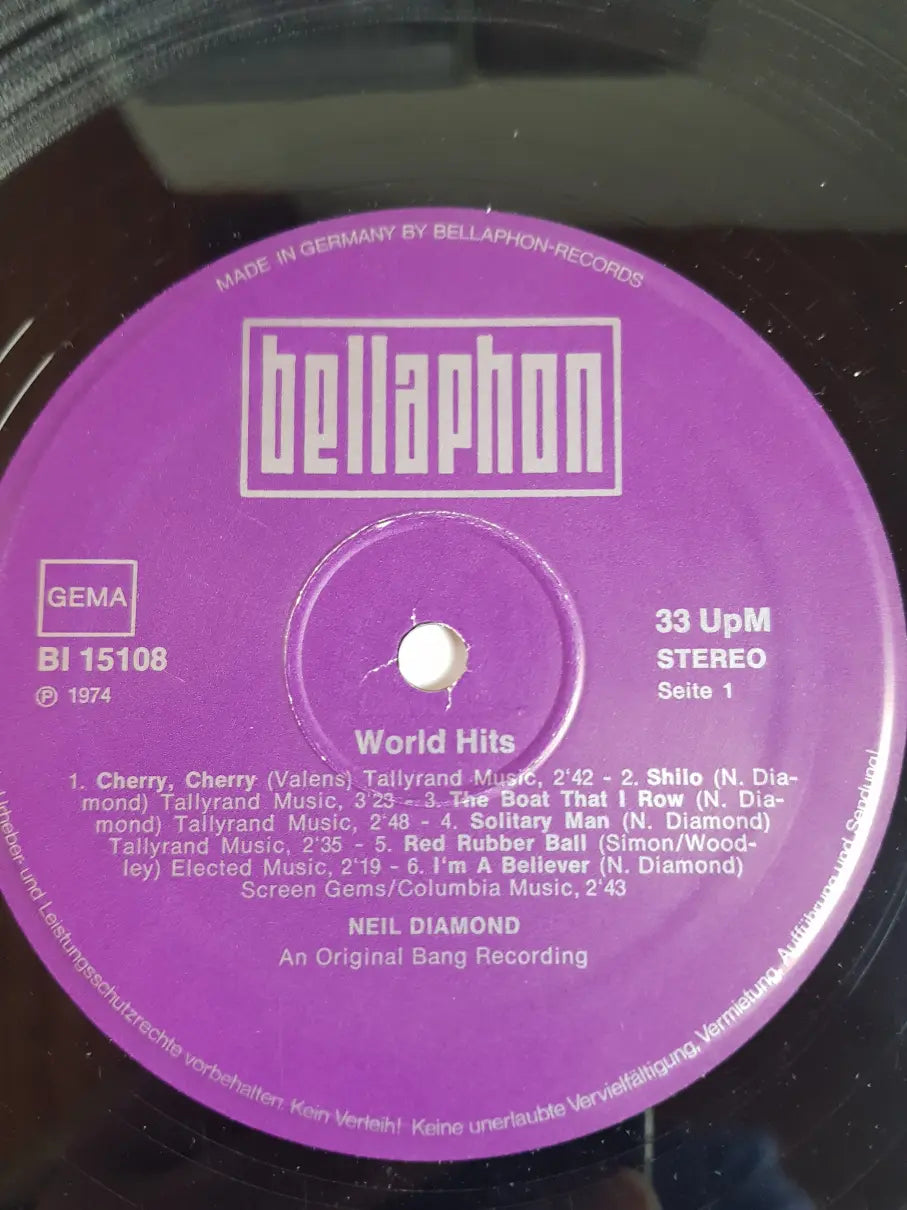 MADE IN GERMANY BY BELLAPHON-RECORDS
bellaphon
GEMA
BI 15108
Ⓟ 1974
33 UpM
STEREO
Seite 1
World Hits
1. Cherry, Cherry (Valens) Tallyrand Music, 2'42 - 2. Shilo (N. Dia-
mond) Tallyrand Music, 3'23 - 3. The Boat That I Row (N. Dia-
mond) Tallyrand Music, 2'48 - 4. Solitary Man (N. Diamond)
Tallyrand Music, 2'35 - 5. Red Rubber Ball (Simon/Wood-
ley) Elected Music, 2'19 - 6. I'm A Believer (N. Diamond)
Screen Gems/Columbia Music, 2'43
NEIL DIAMOND
An Original Bang Recording
Urheber und Leistungsschutzrechte vorbehalten. Kein Verleih! Keine unerlaubte Vervielfältigung, Vermietung, Aufführung und Sendung!